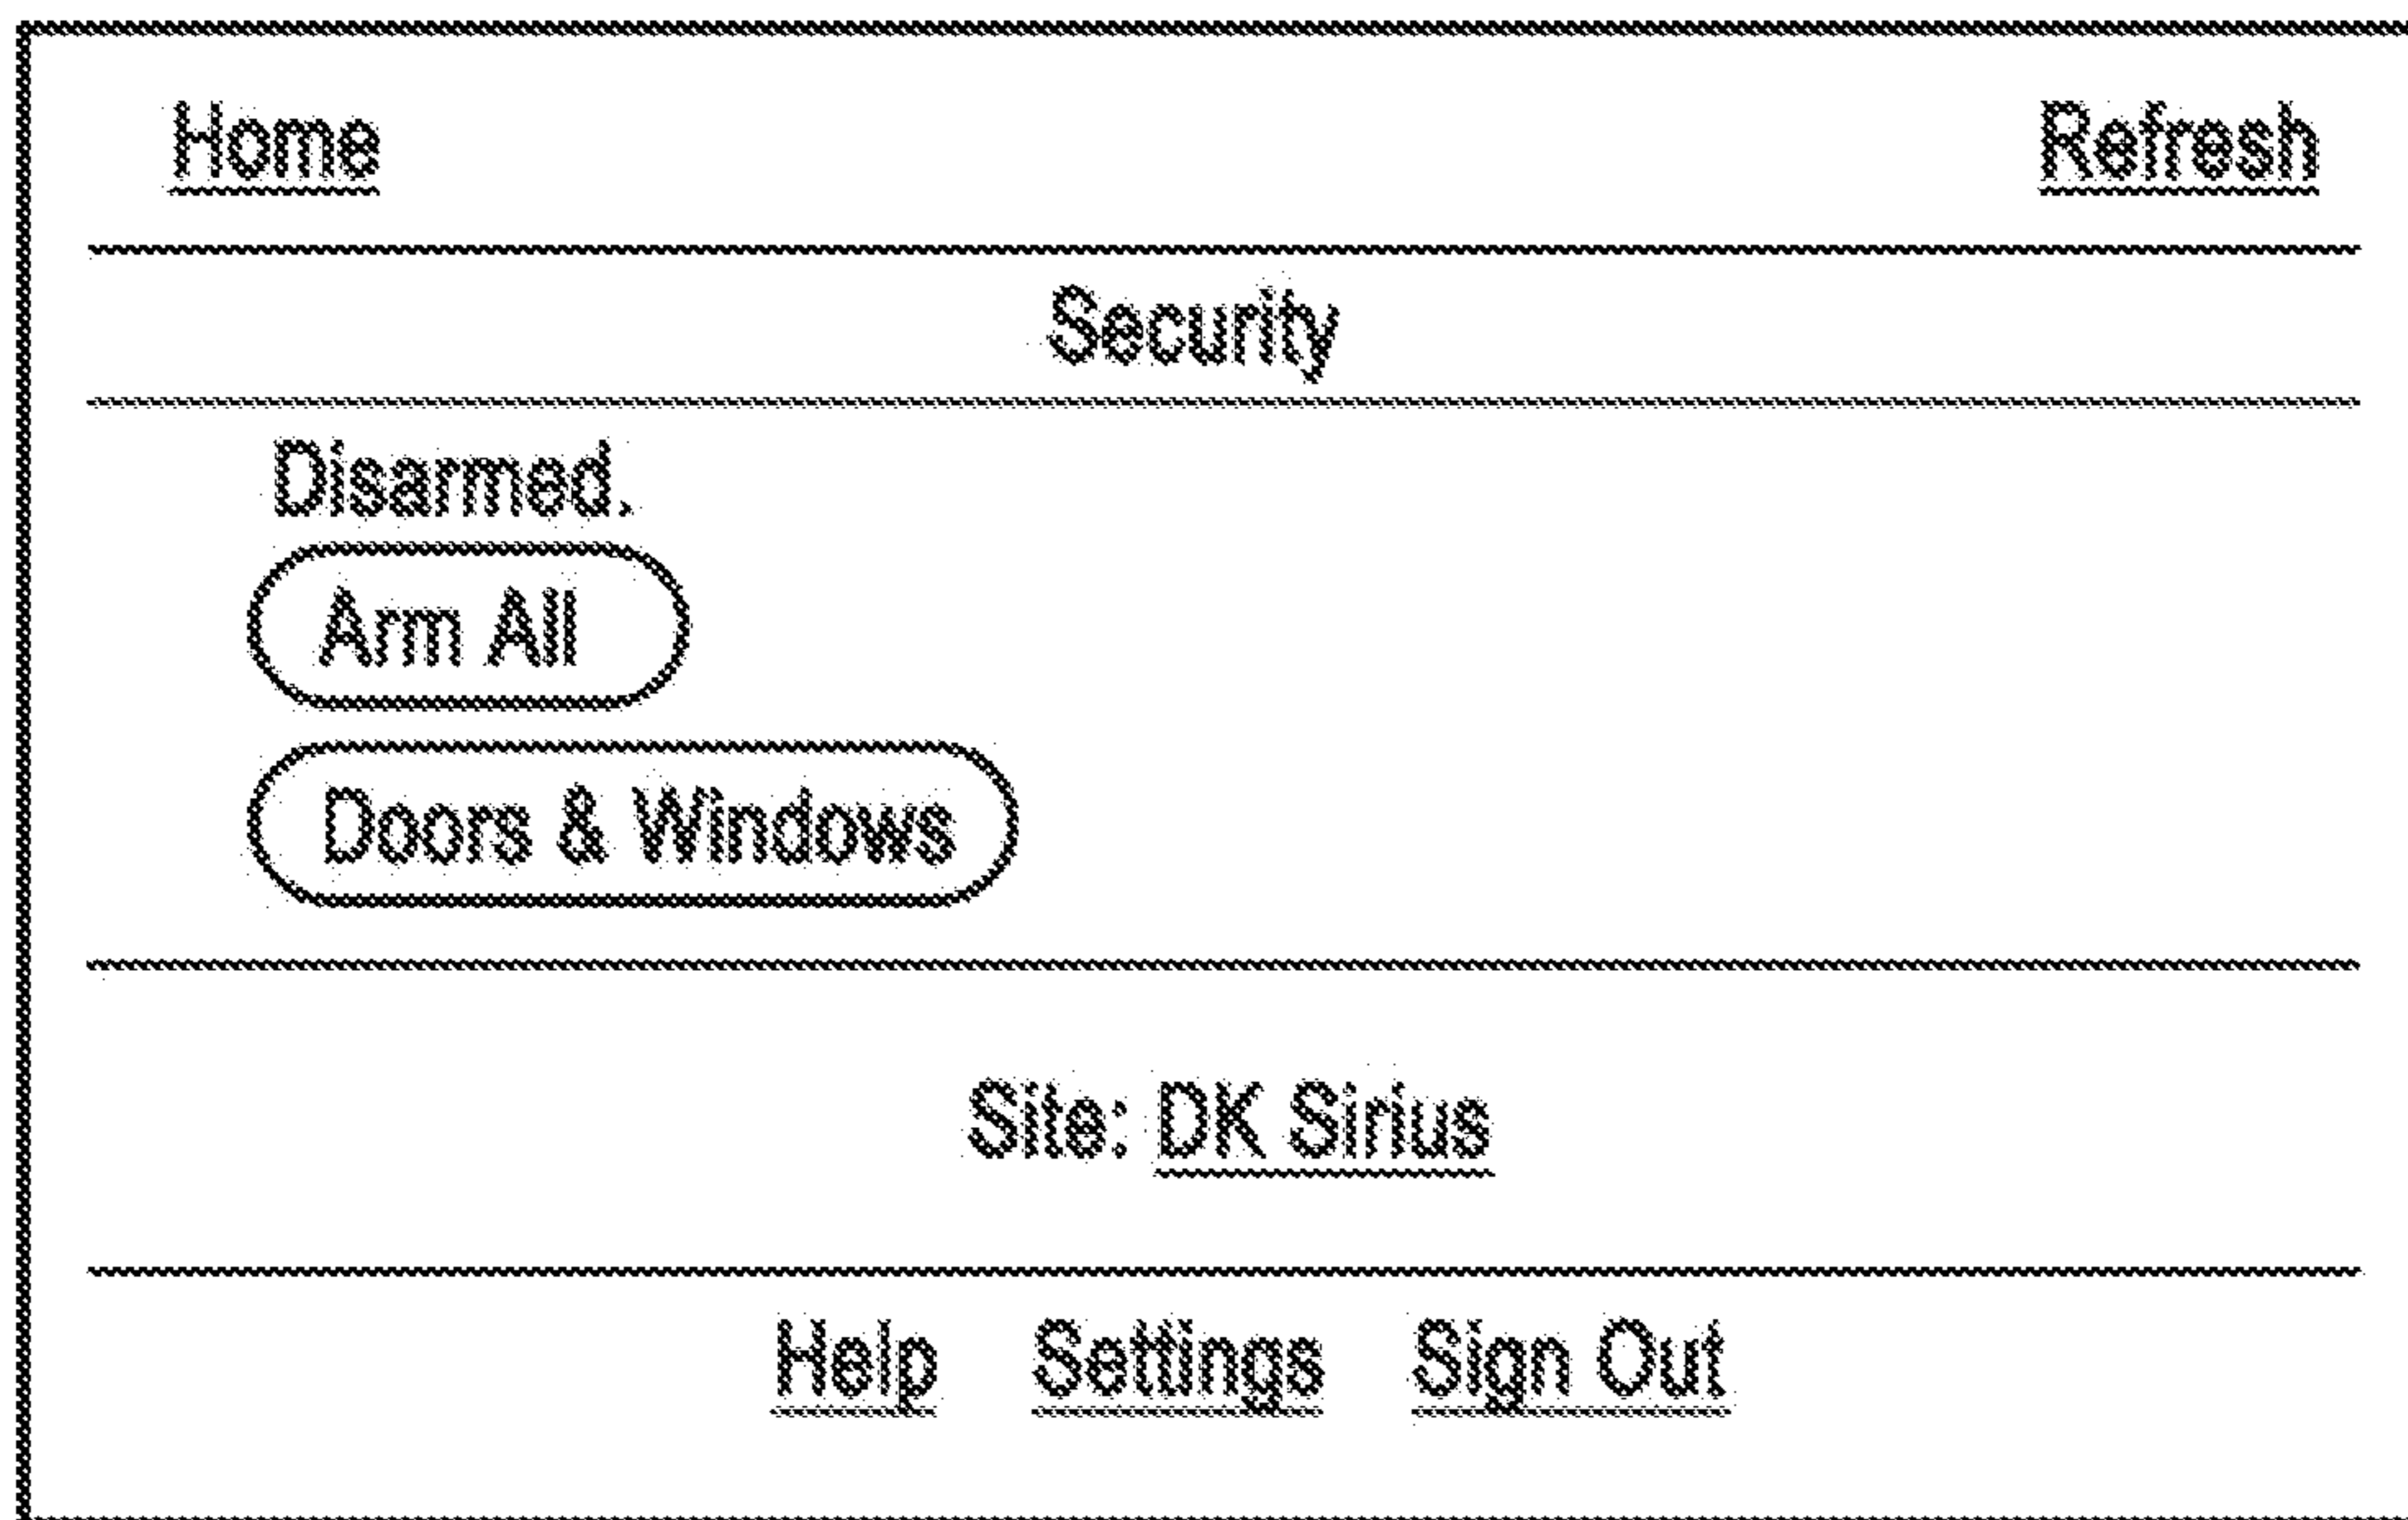 Home Refresh
Security
Disarmed.
Arm All
Doors & Windows
Site: DK Sirius
Help Settings Sign Out